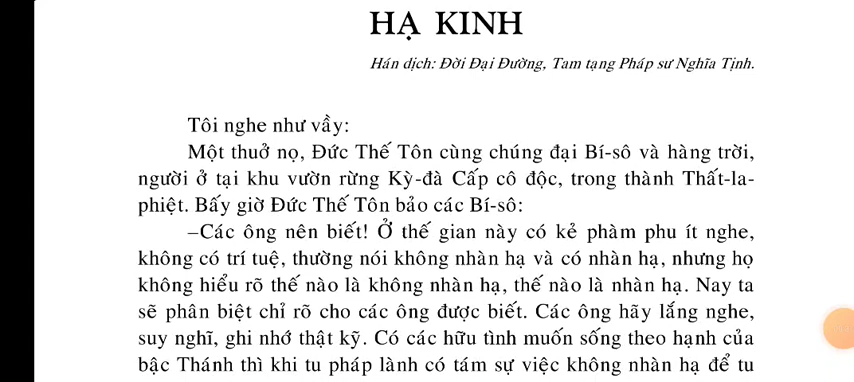 HẠ KINH
Hán dịch: Đời Đại Đường, Tam tạng Pháp sư Nghĩa Tịnh.
Tôi nghe như vầy:
Một thuở nọ, Đức Thế Tôn cùng chúng đại Bí-sô và hàng trời,
người ở tại khu vườn rừng Kỳ-đà Cấp cô độc, trong thành Thất-la-
phiệt. Bấy giờ Đức Thế Tôn bảo các Bí-sô:
–Các ông nên biết! Ở thế gian này có kẻ phàm phu ít nghe,
không có trí tuệ, thường nói không nhàn hạ và có nhàn hạ, nhưng họ
không hiểu rõ thế nào là không nhàn hạ, thế nào là nhàn hạ. Nay ta
sẽ phân biệt chỉ rõ cho các ông được biết. Các ông hãy lắng nghe,
suy nghĩ, ghi nhớ thật kỹ. Có các hữu tình muốn sống theo hạnh của
bậc Thánh thì khi tu pháp lành có tám sự việc không nhàn hạ để tu